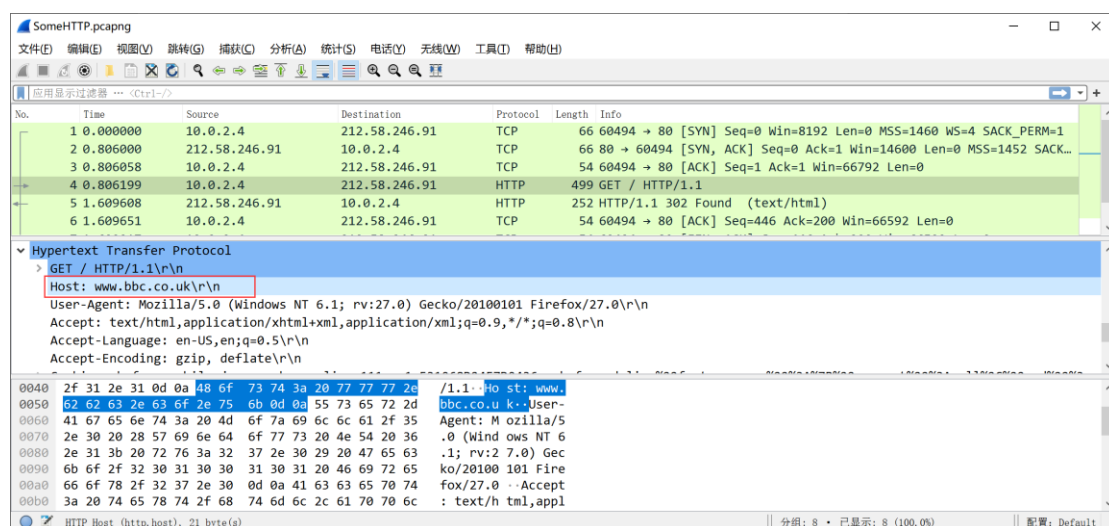 SomeHTTP.pcapng
文件(F) 编辑(E) 视图(V) 跳转(G) 捕获(C) 分析(A) 统计(S) 电话(Y) 无线(W) 工具(T) 帮助(H)
应用显示过滤器 … <Ctrl-/>
No. Time Source Destination Protocol Length Info
1 0.000000 10.0.2.4 212.58.246.91 TCP 66 60494 → 80 [SYN] Seq=0 Win=8192 Len=0 MSS=1460 WS=4 SACK_PERM=1
2 0.806000 212.58.246.91 10.0.2.4 TCP 66 80 → 60494 [SYN, ACK] Seq=0 Ack=1 Win=14600 Len=0 MSS=1452 SACK…
3 0.806058 10.0.2.4 212.58.246.91 TCP 54 60494 → 80 [ACK] Seq=1 Ack=1 Win=66792 Len=0
4 0.806199 10.0.2.4 212.58.246.91 HTTP 499 GET / HTTP/1.1
5 1.609608 212.58.246.91 10.0.2.4 HTTP 252 HTTP/1.1 302 Found (text/html)
6 1.609651 10.0.2.4 212.58.246.91 TCP 54 60494 → 80 [ACK] Seq=446 Ack=200 Win=66592 Len=0
Hypertext Transfer Protocol
GET / HTTP/1.1\r\n
Host: www.bbc.co.uk\r\n
User-Agent: Mozilla/5.0 (Windows NT 6.1; rv:27.0) Gecko/20100101 Firefox/27.0\r\n
Accept: text/html,application/xhtml+xml,application/xml;q=0.9,*/*;q=0.8\r\n
Accept-Language: en-US,en;q=0.5\r\n
Accept-Encoding: gzip, deflate\r\n
0040 2f 31 2e 31 0d 0a 48 6f 73 74 3a 20 77 77 77 2e /1.1··Ho st: www.
0050 62 62 63 2e 63 6f 2e 75 6b 0d 0a 55 73 65 72 2d bbc.co.u k··User-
0060 41 67 65 6e 74 3a 20 4d 6f 7a 69 6c 6c 61 2f 35 Agent: M ozilla/5
0070 2e 30 20 28 57 69 6e 64 6f 77 73 20 4e 54 20 36 .0 (Wind ows NT 6
0080 2e 31 3b 20 72 76 3a 32 37 2e 30 29 20 47 65 63 .1; rv:2 7.0) Gec
0090 6b 6f 2f 32 30 31 30 30 31 30 31 20 46 69 72 65 ko/20100 101 Fire
00a0 66 6f 78 2f 32 37 2e 30 0d 0a 41 63 63 65 70 74 fox/27.0 ··Accept
00b0 3a 20 74 65 78 74 2f 68 74 6d 6c 2c 61 70 70 6c : text/h tml,appl
HTTP Host (http.host), 21 byte(s) 分组: 8 · 已显示: 8 (100.0%) 配置: Default